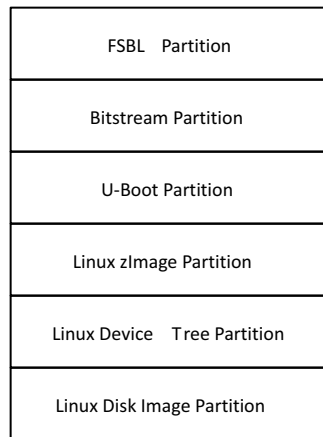 FSBL Partition
Bitstream Partition
U-Boot Partition
Linux zImage Partition
Linux Device Tree Partition
Linux Disk Image Partition